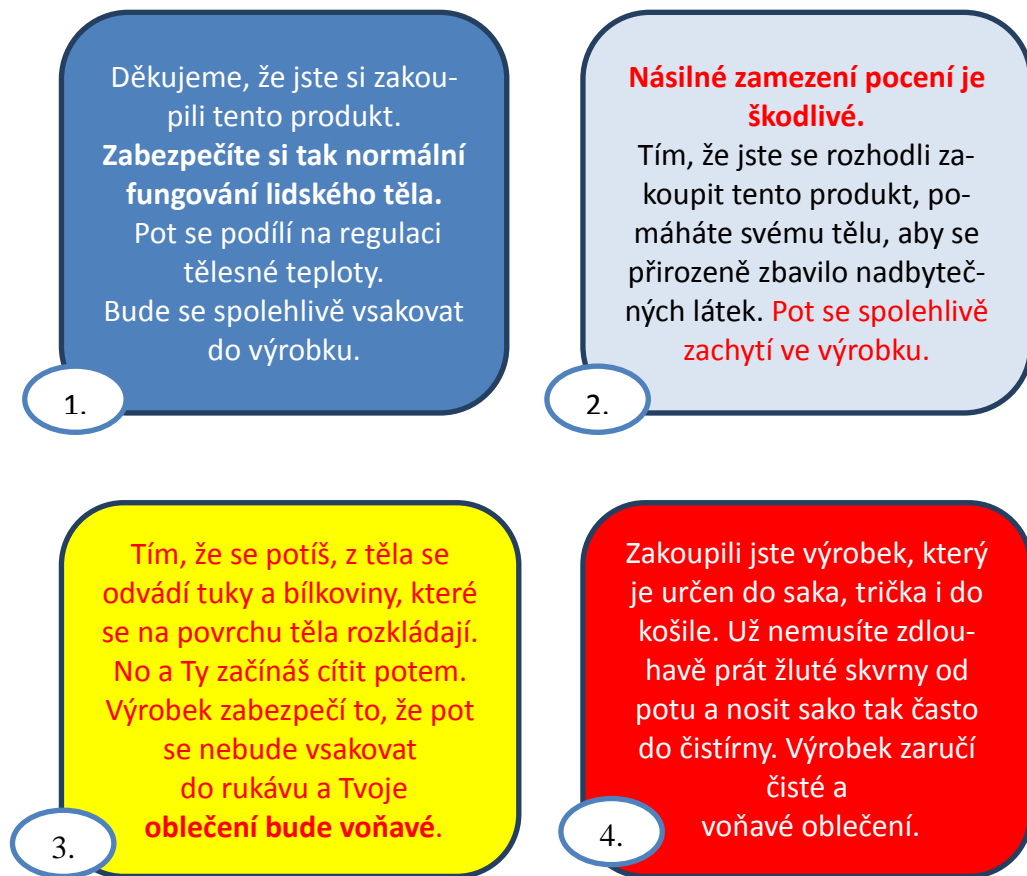 Děkujeme, že jste si zakou-
pili tento produkt.
Zabezpečíte si tak normální
fungování lidského těla.
Pot se podílí na regulaci
tělesné teploty.
Bude se spolehlivě vsakovat
do výrobku.
1.
Násilné zamezení pocení je
škodlivé.
Tím, že jste se rozhodli za-
koupit tento produkt, po-
máháte svému tělu, aby se
přirozeně zbavilo nadbyteč-
ných látek. Pot se spolehlivě
zachytí ve výrobku.
2.
Tím, že se potíš, z těla se
odvádí tuky a bílkoviny, které
se na povrchu těla rozkládají.
No a Ty začínáš cítit potem.
Výrobek zabezpečí to, že pot
se nebude vsakovat
do rukávu a Tvoje
oblečení bude voňavé.
3.
Zakoupili jste výrobek, který
je určen do saka, trička i do
košile. Už nemusíte zdlou-
havě prát žluté skvrny od
potu a nosit sako tak často
do čistírny. Výrobek zaručí
čisté a
voňavé oblečení.
4.